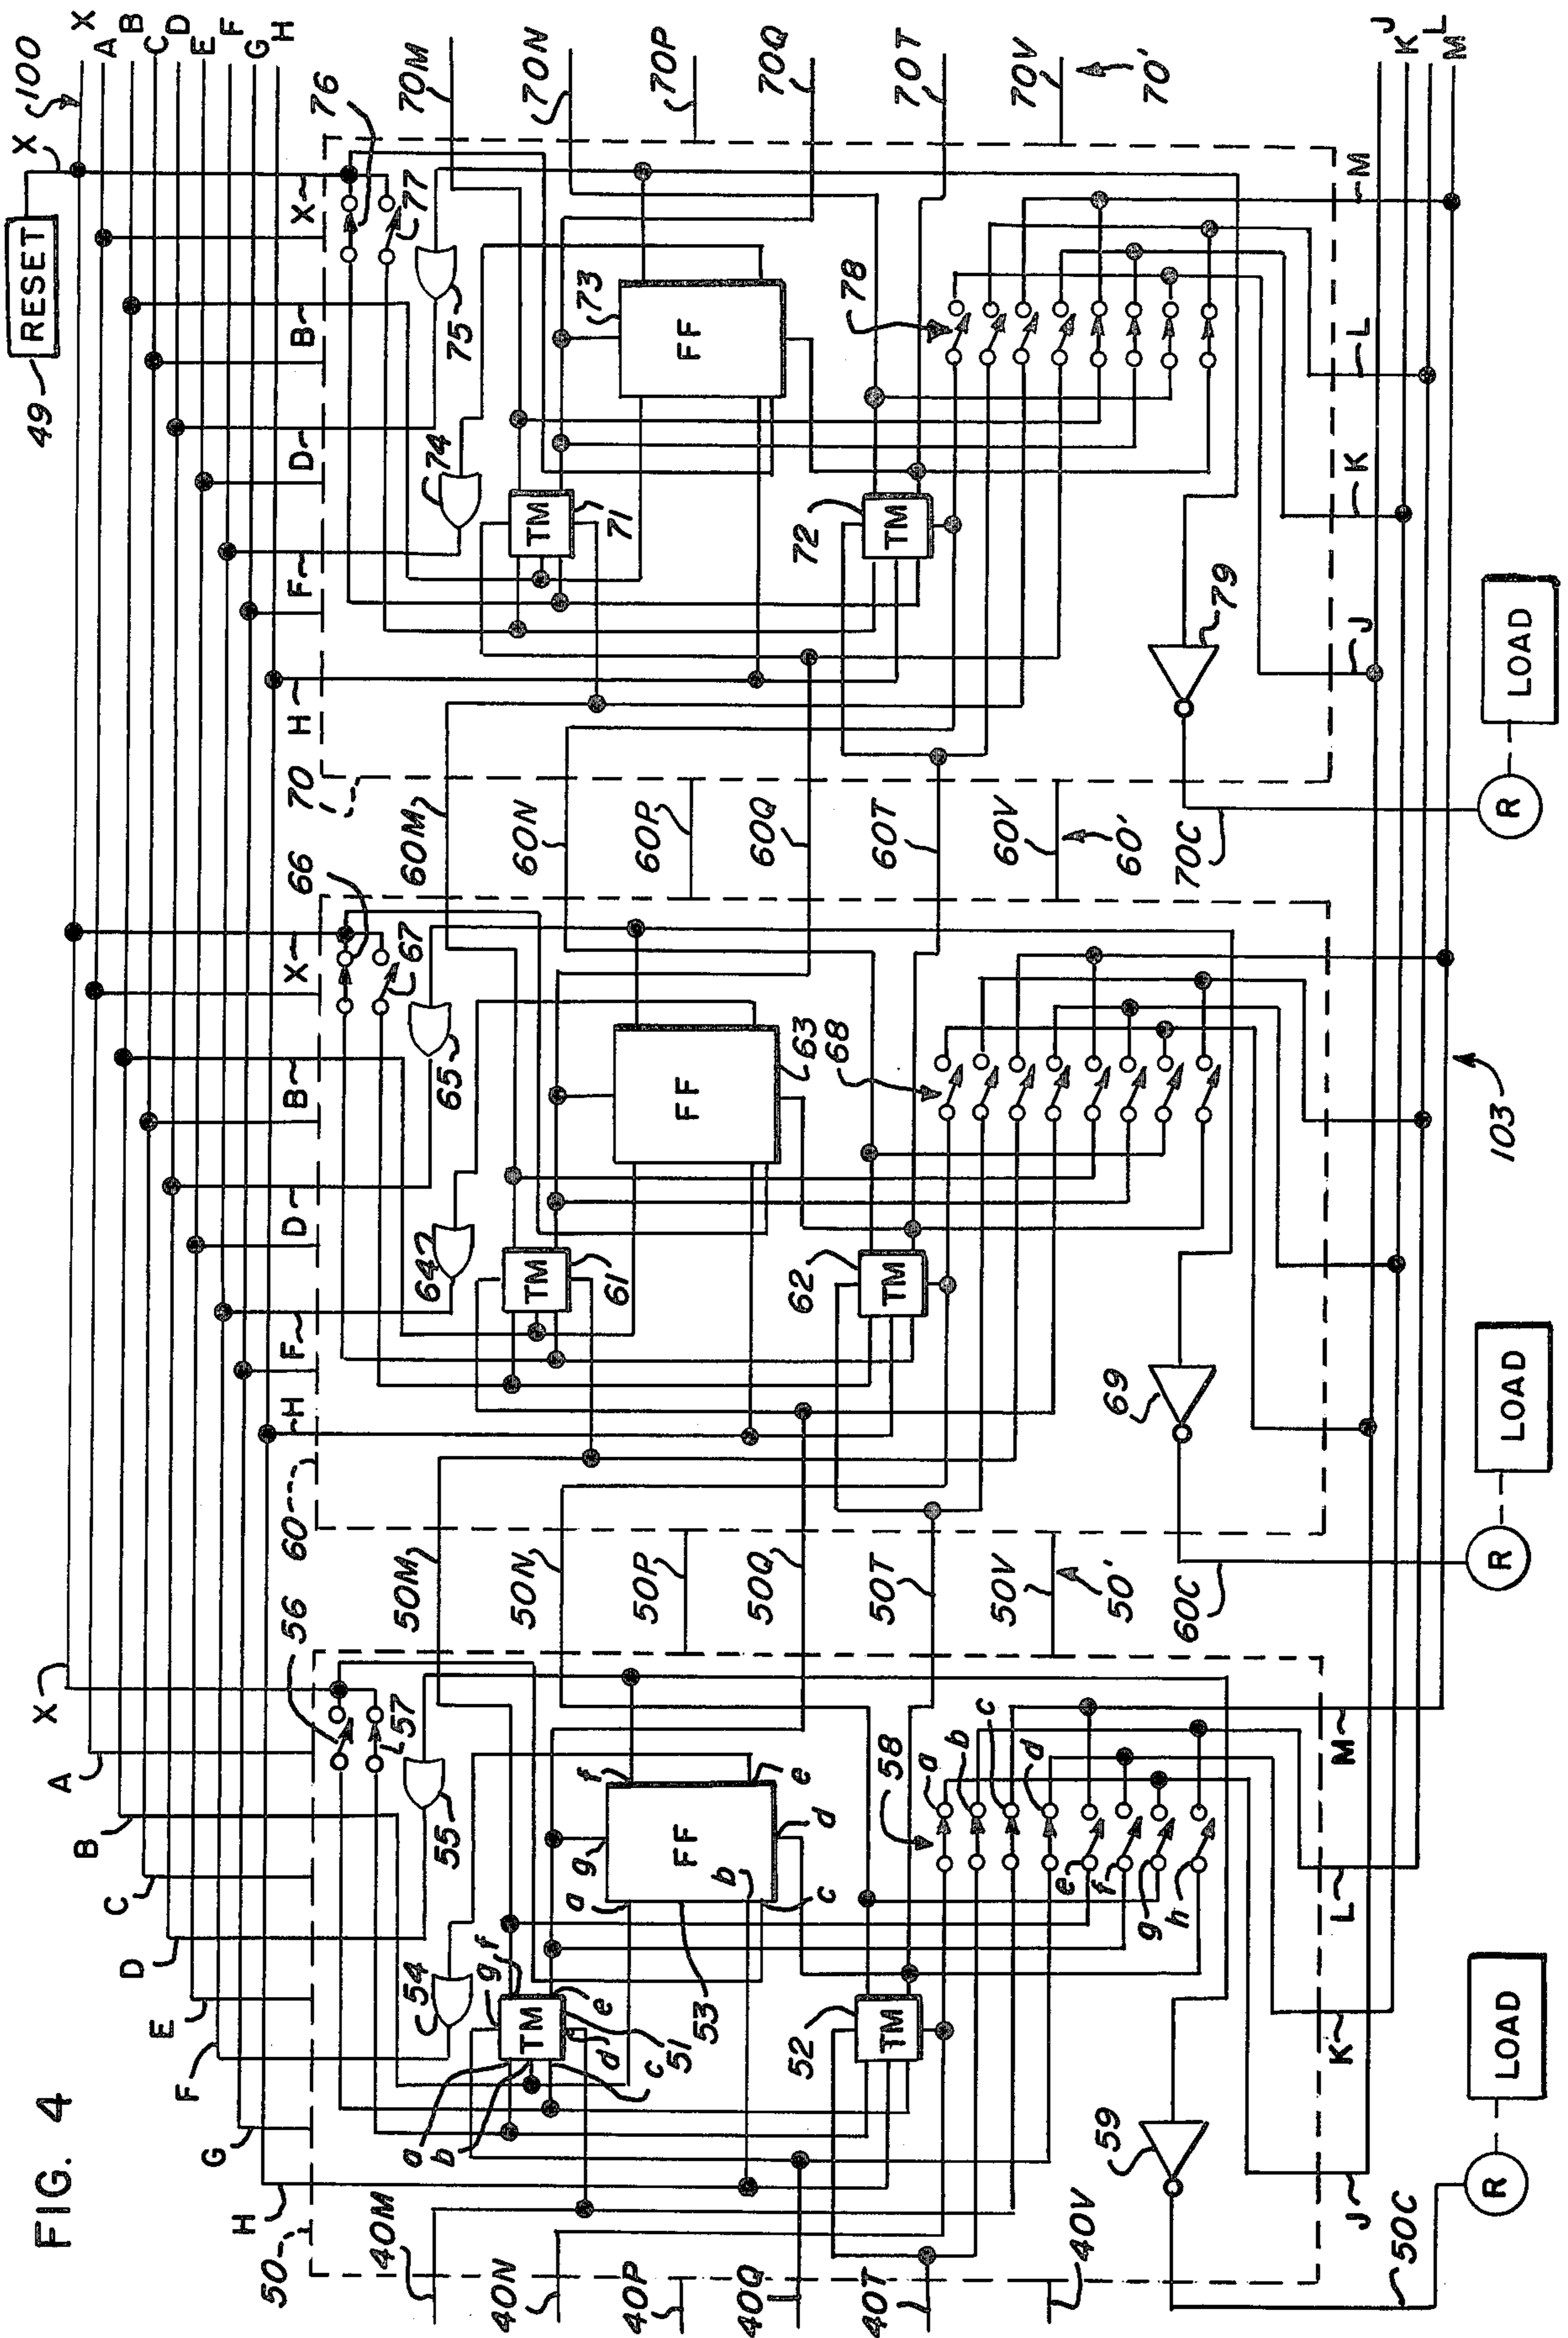 FIG. 4
49
RESET
X
100
X
A
B
C
D
E
F
G
H
X
A
B
C
D
E
F
G
H
50
56
57
55
54
40M
40N
40P
40Q
40T
40V
TM
a
b
c
d
e
f
g
51
FF
a
b
c
d
e
f
g
53
TM
52
58
a
b
c
d
e
f
g
h
59
50C
J
K
L
M
R
LOAD
50M
50N
50P
50Q
50T
50V
50'
60
H
F
D
B
X
66
67
65
64
TM
61
FF
63
TM
62
68
69
60C
R
LOAD
60M
60N
60P
60Q
60T
60V
60'
70
H
F
D
B
X
76
77
75
74
TM
71
FF
73
TM
72
78
79
70C
J
K
L
M
R
LOAD
70M
70N
70P
70Q
70T
70V
70'
J
K
L
M
103